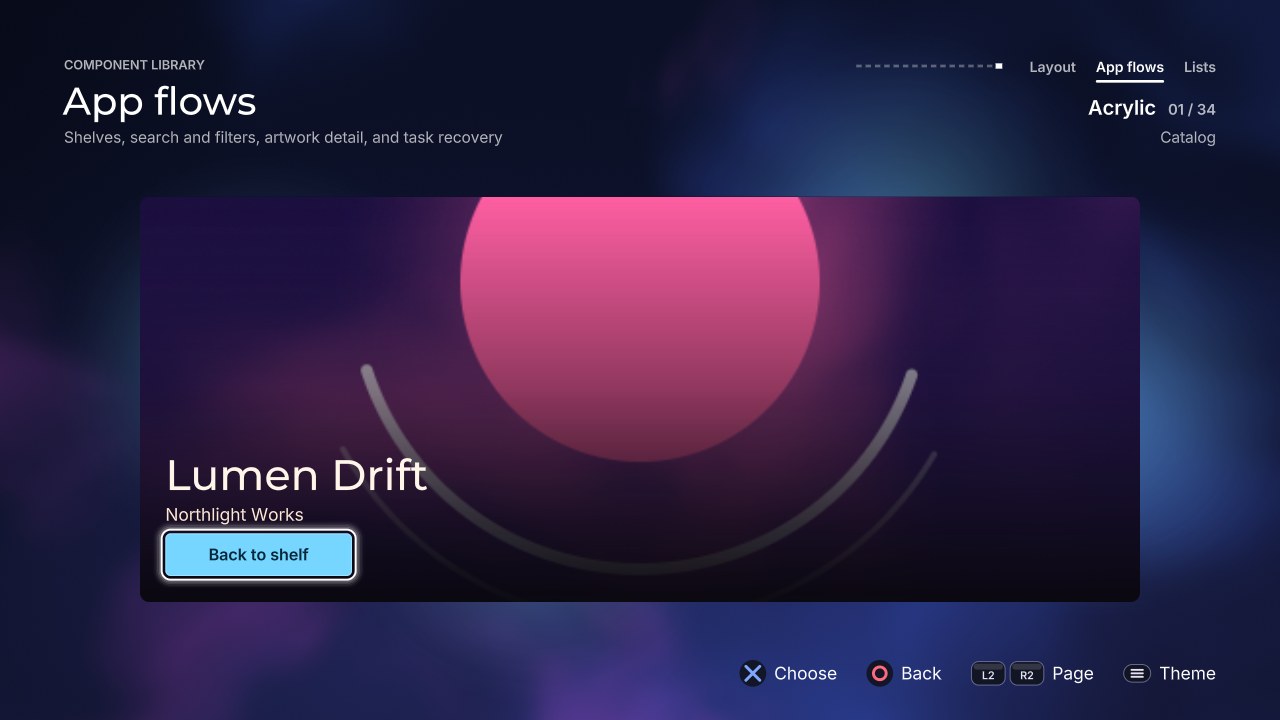 COMPONENT LIBRARY
App flows
Shelves, search and filters, artwork detail, and task recovery
Layout App flows Lists
Acrylic 01 / 34
Catalog
Lumen Drift
Northlight Works
Back to shelf
Choose Back L2 R2 Page Theme